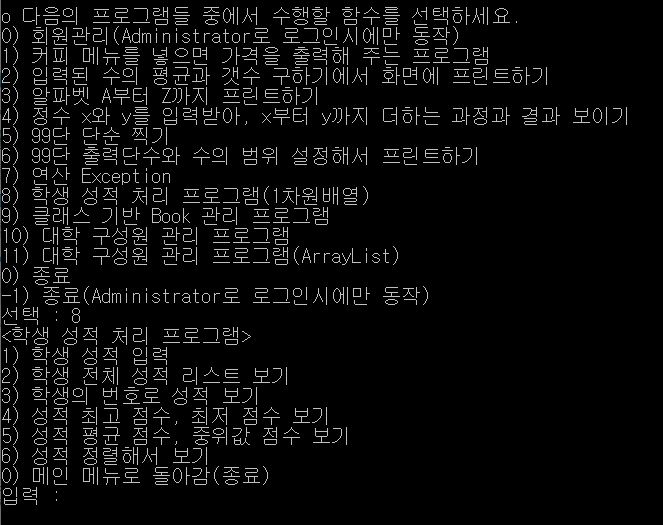 o 다음의 프로그램들 중에서 수행할 함수를 선택하세요.
0) 회원관리(Administrator로 로그인시에만 동작)
1) 커피 메뉴를 넣으면 가격을 출력해 주는 프로그램
2) 입력된 수의 평균과 갯수 구하기에서 화면에 프린트하기
3) 알파벳 A부터 Z까지 프린트하기
4) 정수 x와 y를 입력받아, x부터 y까지 더하는 과정과 결과 보이기
5) 99단 단순 찍기
6) 99단 출력단수와 수의 범위 설정해서 프린트하기
7) 연산 Exception
8) 학생 성적 처리 프로그램(1차원배열)
9) 클래스 기반 Book 관리 프로그램
10) 대학 구성원 관리 프로그램
11) 대학 구성원 관리 프로그램(ArrayList)
0) 종료
-1) 종료(Administrator로 로그인시에만 동작)
선택 : 8
<학생 성적 처리 프로그램>
1) 학생 성적 입력
2) 학생 전체 성적 리스트 보기
3) 학생의 번호로 성적 보기
4) 성적 최고 점수, 최저 점수 보기
5) 성적 평균 점수, 중위값 점수 보기
6) 성적 정렬해서 보기
0) 메인 메뉴로 돌아감(종료)
입력 :